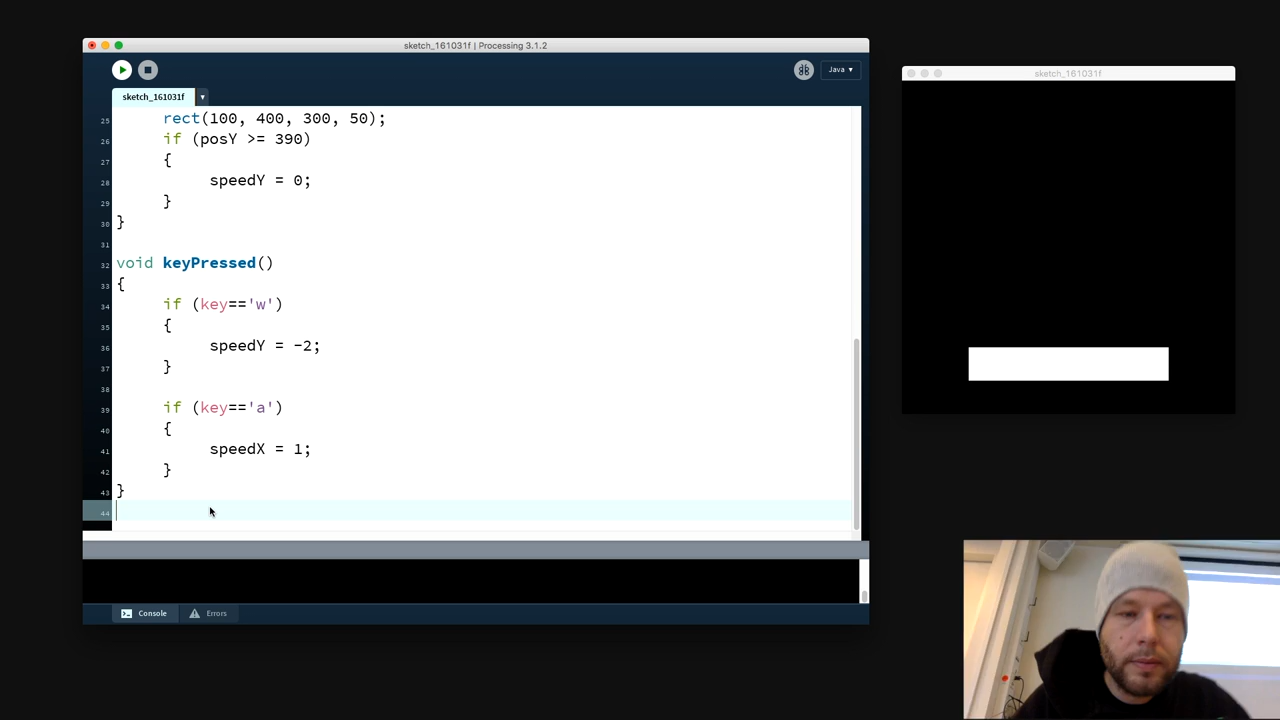 sketch_161031f | Processing 3.1.2
Java ▾
sketch_161031f ▾
25 rect(100, 400, 300, 50);
26 if (posY >= 390)
27 {
28 speedY = 0;
29 }
30 }
31
32 void keyPressed()
33 {
34 if (key=='w')
35 {
36 speedY = -2;
37 }
38
39 if (key=='a')
40 {
41 speedX = 1;
42 }
43 }
44
Console Errors
sketch_161031f